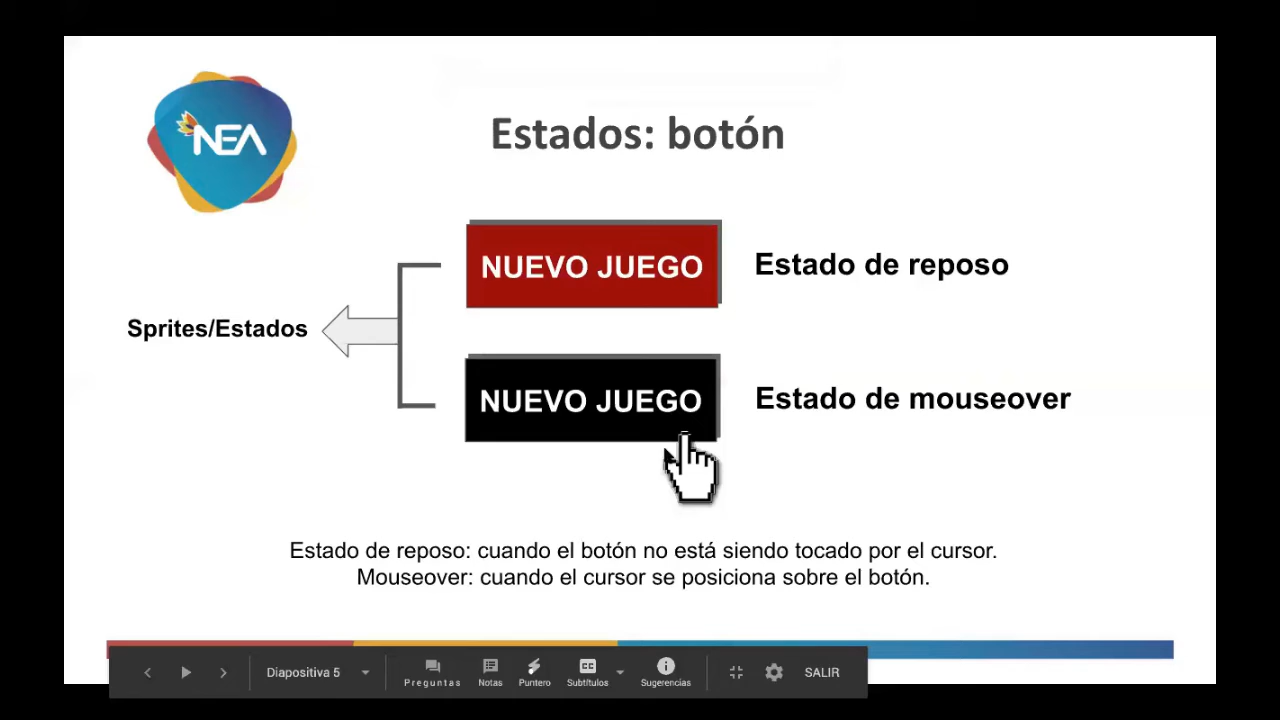 NEA
Estados: botón
NUEVO JUEGO
Estado de reposo
Sprites/Estados
NUEVO JUEGO
Estado de mouseover
Estado de reposo: cuando el botón no está siendo tocado por el cursor.
Mouseover: cuando el cursor se posiciona sobre el botón.
Diapositiva 5
Preguntas
Notas
Puntero
CC
Subtítulos
Sugerencias
SALIR